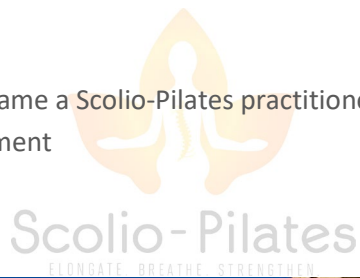 ame a Scolio-Pilates practitione
ment
Scolio-Pilates
ELONGATE. BREATHE. STRENGTHEN